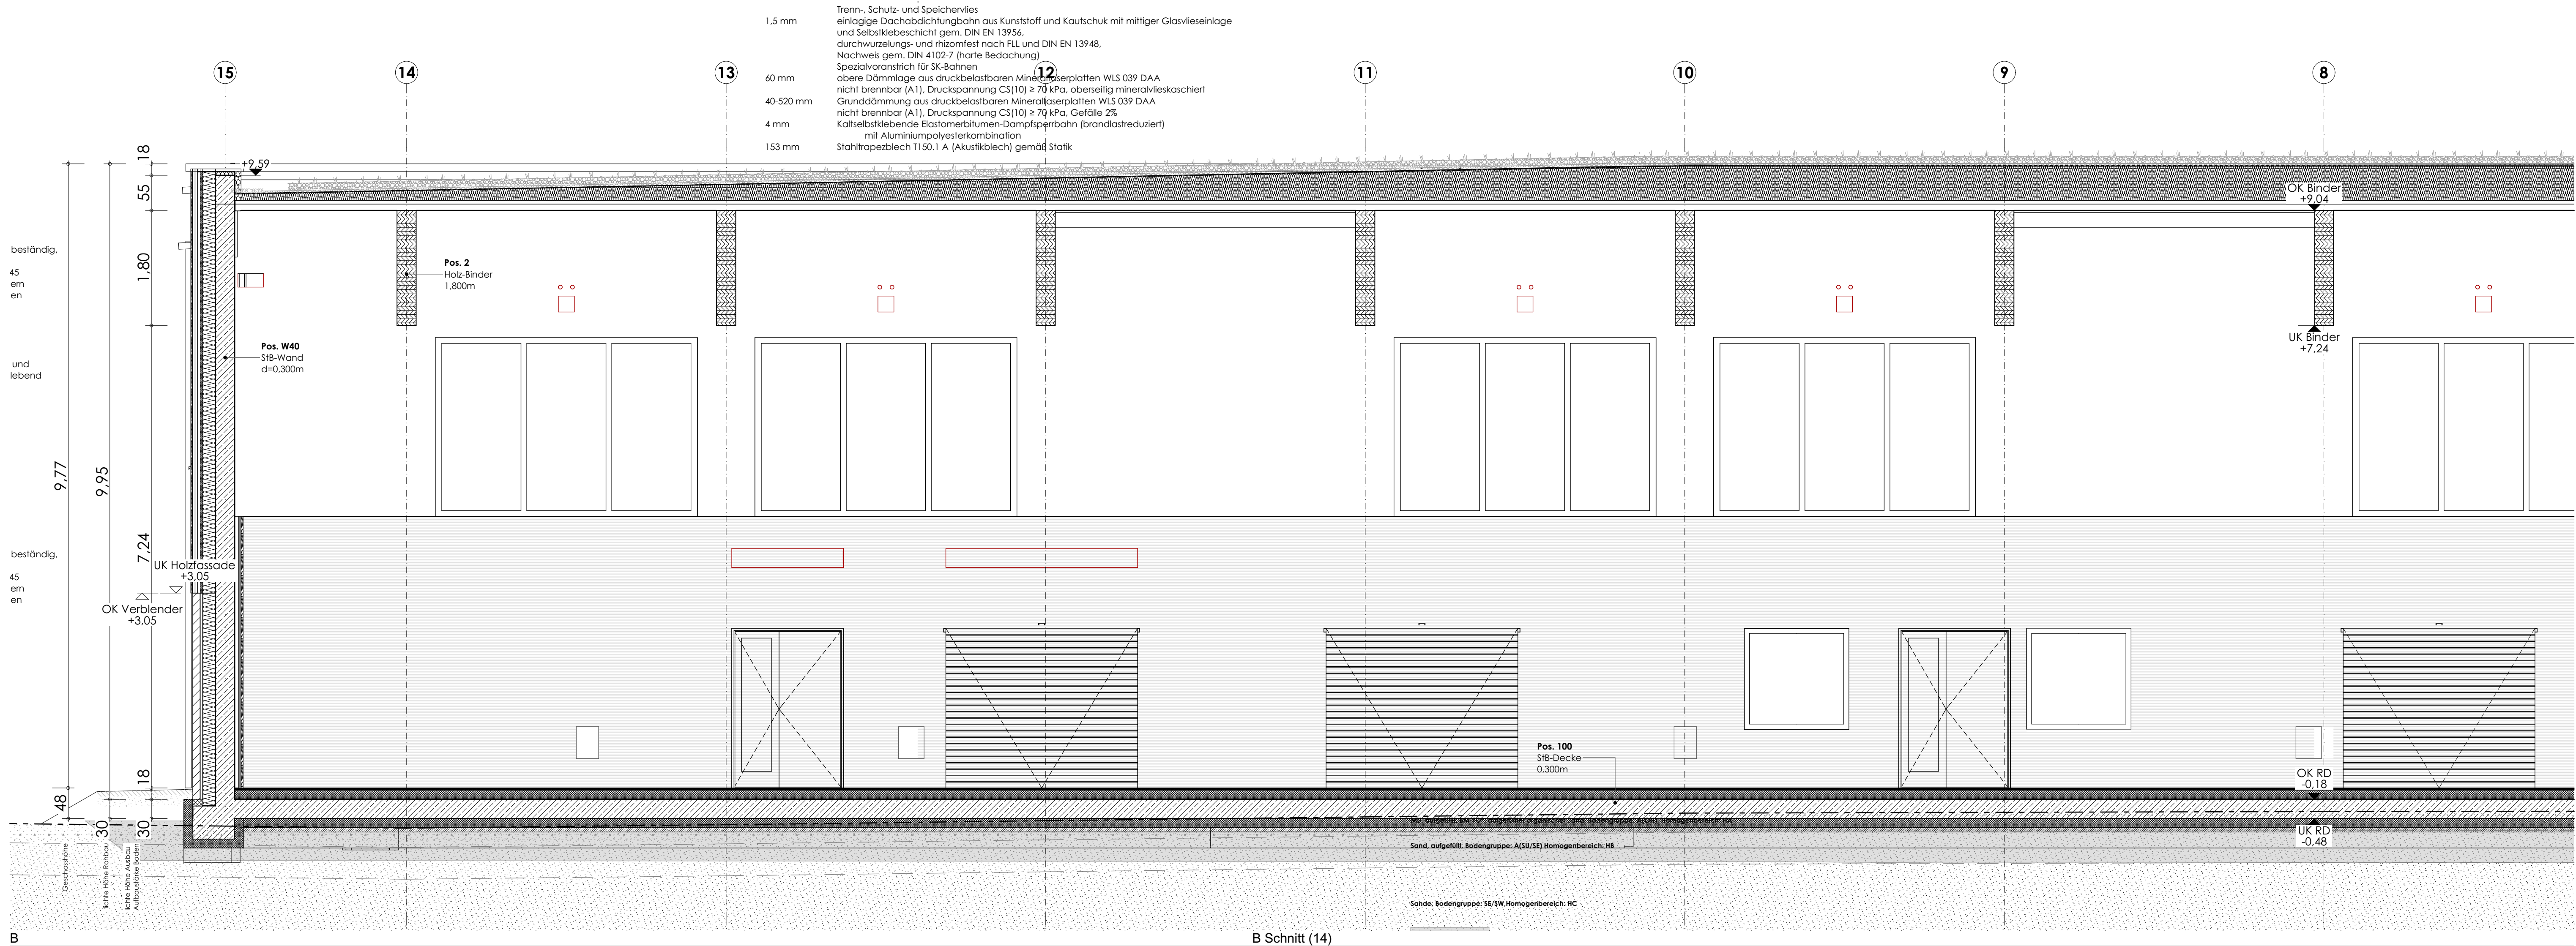 Trenn-, Schutz- und Speichervlies
1,5 mm einlagige Dachabdichtungbahn aus Kunststoff und Kautschuk mit mittiger Glasvlieseinlage
und Selbstklebeschicht gem. DIN EN 13956,
durchwurzelungs- und rhizomfest nach FLL und DIN EN 13948,
Nachweis gem. DIN 4102-7 (harte Bedachung)
Spezialvoranstrich für SK-Bahnen
60 mm obere Dämmlage aus druckbelastbaren Mineralfaserplatten WLS 039 DAA
nicht brennbar (A1), Druckspannung CS(10) ≥ 70 kPa, oberseitig mineralvlieskaschiert
40-520 mm Grunddämmung aus druckbelastbaren Mineralfaserplatten WLS 039 DAA
nicht brennbar (A1), Druckspannung CS(10) ≥ 70 kPa, Gefälle 2%
4 mm Kaltselbstklebende Elastomerbitumen-Dampfsperrbahn (brandlastreduziert)
mit Aluminiumpolyesterkombination
153 mm Stahltrapezblech T150.1 A (Akustikblech) gemäß Statik
15 14 13 12 11 10 9 8
18
+9,59
55
OK Binder
+9,04
beständig,
45
ern
en
1,80
Pos. 2
Holz-Binder
1,800m
UK Binder
+7,24
Pos. W40
StB-Wand
d=0,300m
und
lebend
9,77
9,95
7,24
beständig,
45
ern
en
UK Holzfassade
+3,05
OK Verblender
+3,05
Pos. 100
StB-Decke
0,300m
18
48
30
30
OK RD
-0,18
UK RD
-0,48
Geschosshöhe
lichte Höhe Rohbau
lichte Höhe Ausbau
Aufbaustärke Boden
Sand, aufgefüllt, Bodengruppe: A(SU/SE) Homogenbereich: HB
Sande, Bodengruppe: SE/SW,Homogenbereich: HC
B
B Schnitt (14)